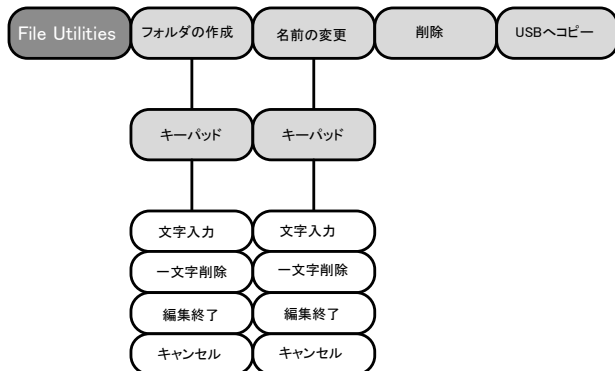 File Utilities
フォルダの作成
名前の変更
削除
USBへコピー
キーパッド
キーパッド
文字入力
文字入力
一文字削除
一文字削除
編集終了
編集終了
キャンセル
キャンセル